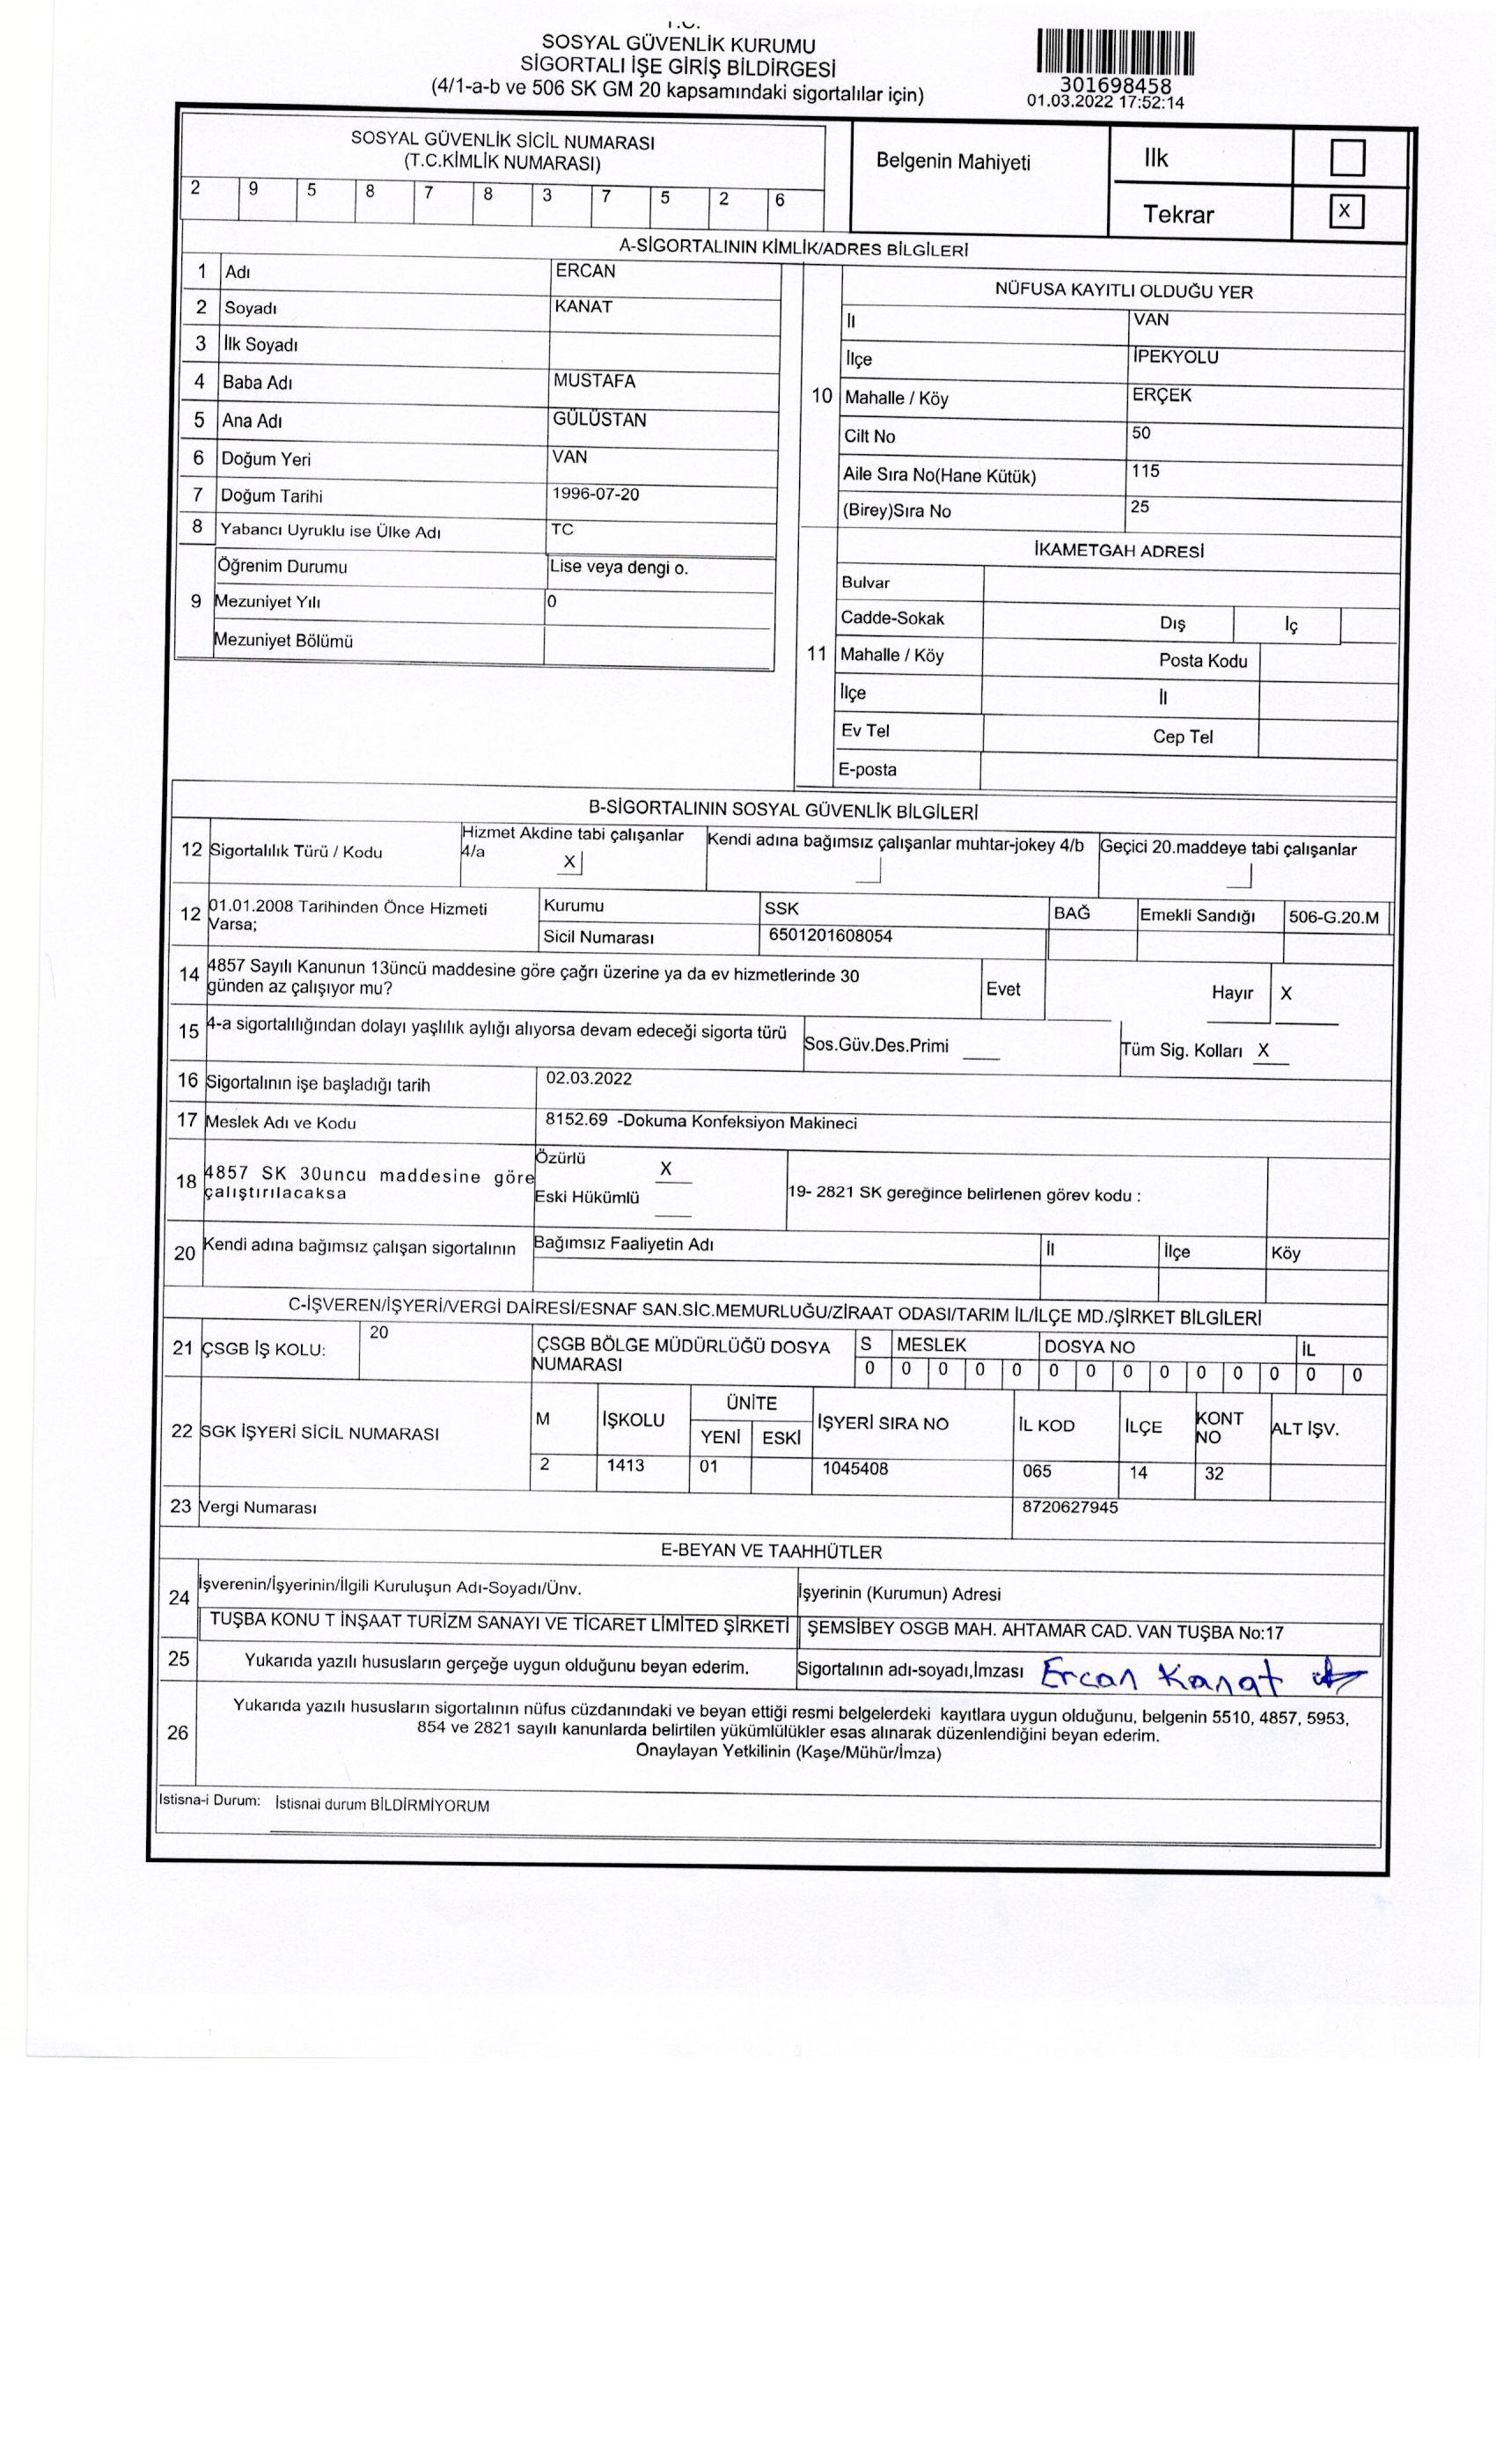 T.C.
SOSYAL GÜVENLİK KURUMU
SİGORTALI İŞE GİRİŞ BİLDİRGESİ
(4/1-a-b ve 506 SK GM 20 kapsamındaki sigortalılar için)
301698458
01.03.2022 17:52:14
SOSYAL GÜVENLİK SİCİL NUMARASI
(T.C.KİMLİK NUMARASI)
2 9 5 8 7 8 3 7 5 2 6
Belgenin Mahiyeti
Ilk
Tekrar X
A-SİGORTALININ KİMLİK/ADRES BİLGİLERİ
1 Adı ERCAN
2 Soyadı KANAT
3 İlk Soyadı
4 Baba Adı MUSTAFA
5 Ana Adı GÜLÜSTAN
6 Doğum Yeri VAN
7 Doğum Tarihi 1996-07-20
8 Yabancı Uyruklu ise Ülke Adı TC
9 Öğrenim Durumu Lise veya dengi o.
Mezuniyet Yılı 0
Mezuniyet Bölümü
NÜFUSA KAYITLI OLDUĞU YER
10
İl VAN
İlçe İPEKYOLU
Mahalle / Köy ERÇEK
Cilt No 50
Aile Sıra No(Hane Kütük) 115
(Birey)Sıra No 25
İKAMETGAH ADRESİ
11
Bulvar
Cadde-Sokak Dış İç
Mahalle / Köy Posta Kodu
İlçe İl
Ev Tel Cep Tel
E-posta
B-SİGORTALININ SOSYAL GÜVENLİK BİLGİLERİ
12 Sigortalılık Türü / Kodu
Hizmet Akdine tabi çalışanlar
4/a X
Kendi adına bağımsız çalışanlar muhtar-jokey 4/b
Geçici 20.maddeye tabi çalışanlar
12 01.01.2008 Tarihinden Önce Hizmeti
Varsa;
Kurumu SSK BAĞ Emekli Sandığı 506-G.20.M
Sicil Numarası 6501201608054
14 4857 Sayılı Kanunun 13üncü maddesine göre çağrı üzerine ya da ev hizmetlerinde 30
günden az çalışıyor mu?
Evet Hayır X
15 4-a sigortalılığından dolayı yaşlılık aylığı alıyorsa devam edeceği sigorta türü
Sos.Güv.Des.Primi Tüm Sig. Kolları X
16 Sigortalının işe başladığı tarih 02.03.2022
17 Meslek Adı ve Kodu 8152.69 -Dokuma Konfeksiyon Makineci
18 4857 SK 30uncu maddesine göre
çalıştırılacaksa
Özürlü X
Eski Hükümlü
19- 2821 SK gereğince belirlenen görev kodu :
20 Kendi adına bağımsız çalışan sigortalının Bağımsız Faaliyetin Adı İl İlçe Köy
C-İŞVEREN/İŞYERİ/VERGİ DAİRESİ/ESNAF SAN.SİC.MEMURLUĞU/ZİRAAT ODASI/TARIM İL/İLÇE MD./ŞİRKET BİLGİLERİ
21 ÇSGB İŞ KOLU: 20
ÇSGB BÖLGE MÜDÜRLÜĞÜ DOSYA
NUMARASI
S MESLEK DOSYA NO İL
0 0 0 0 0 0 0 0 0 0 0 0 0 0
22 SGK İŞYERİ SİCİL NUMARASI
M İŞKOLU ÜNİTE YENİ ESKİ İŞYERİ SIRA NO İL KOD İLÇE KONT NO ALT İŞV.
2 1413 01 1045408 065 14 32
23 Vergi Numarası 8720627945
E-BEYAN VE TAAHHÜTLER
24 İşverenin/İşyerinin/İlgili Kuruluşun Adı-Soyadı/Ünv. İşyerinin (Kurumun) Adresi
TUŞBA KONU T İNŞAAT TURİZM SANAYI VE TİCARET LİMİTED ŞİRKETİ ŞEMSİBEY OSGB MAH. AHTAMAR CAD. VAN TUŞBA No:17
25 Yukarıda yazılı hususların gerçeğe uygun olduğunu beyan ederim. Sigortalının adı-soyadı,İmzası Ercan Kanat
26 Yukarıda yazılı hususların sigortalının nüfus cüzdanındaki ve beyan ettiği resmi belgelerdeki kayıtlara uygun olduğunu, belgenin 5510, 4857, 5953,
854 ve 2821 sayılı kanunlarda belirtilen yükümlülükler esas alınarak düzenlendiğini beyan ederim.
Onaylayan Yetkilinin (Kaşe/Mühür/İmza)
Istisna-i Durum: İstisnai durum BİLDİRMİYORUM